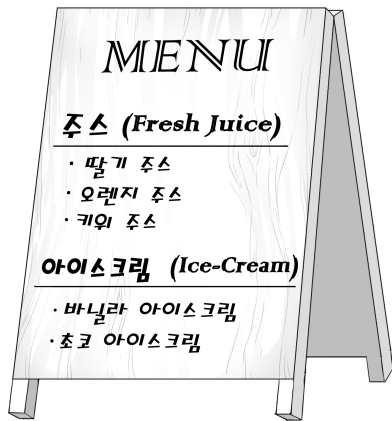 MENU
주스 (Fresh Juice)
· 딸기 주스
· 오렌지 주스
· 키위 주스
아이스크림 (Ice-Cream)
· 바닐라 아이스크림
· 초코 아이스크림